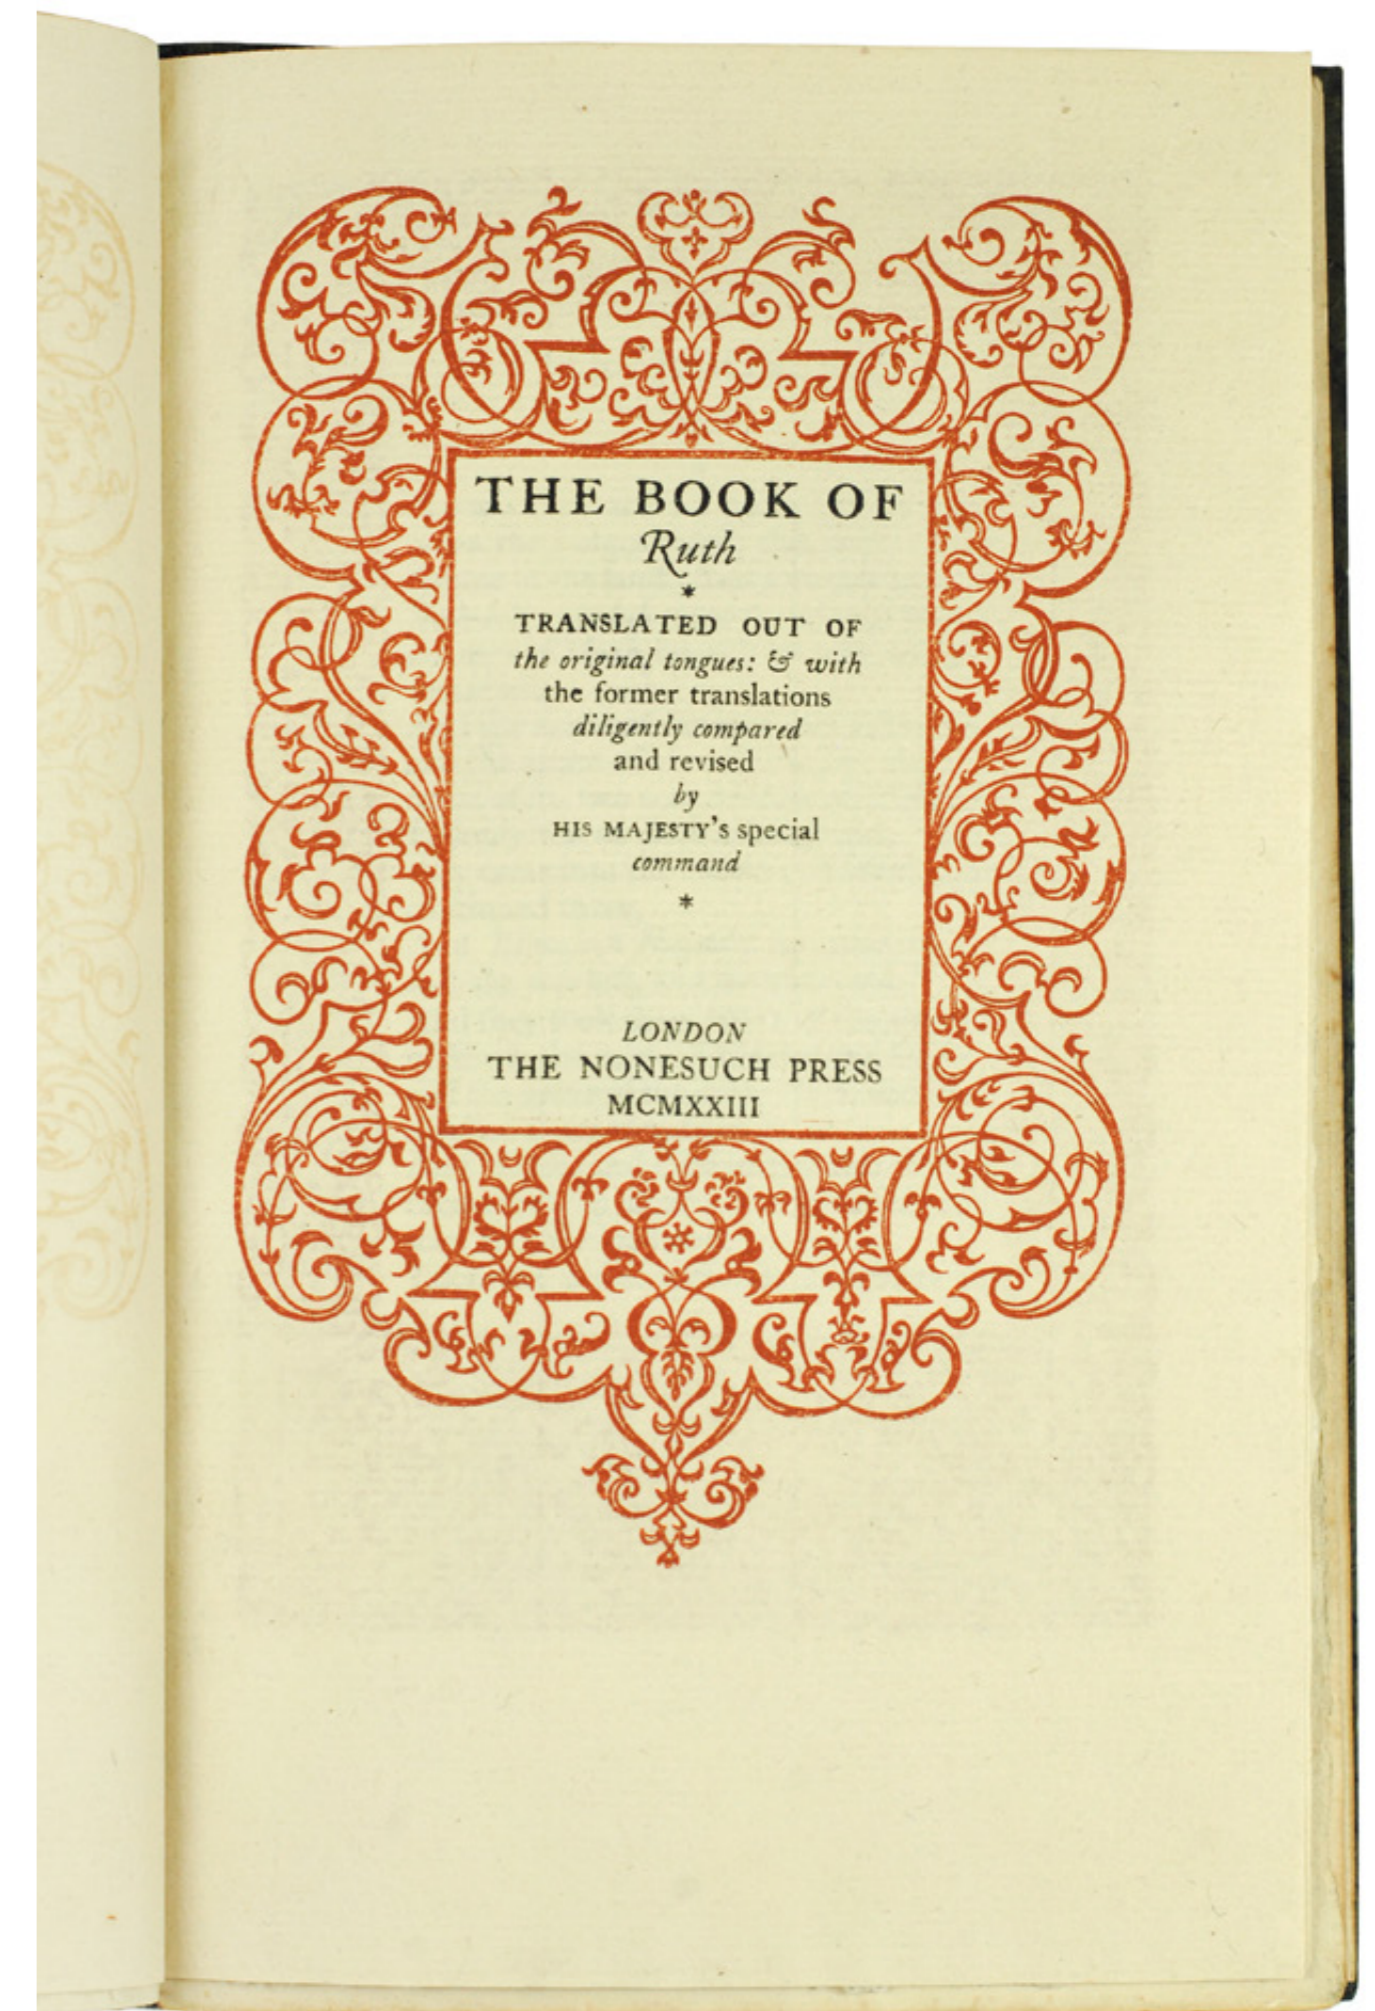 THE BOOK OF
Ruth
*
TRANSLATED OUT OF
the original tongues: & with
the former translations
diligently compared
and revised
by
HIS MAJESTY's special
command
*
LONDON
THE NONESUCH PRESS
MCMXXIII